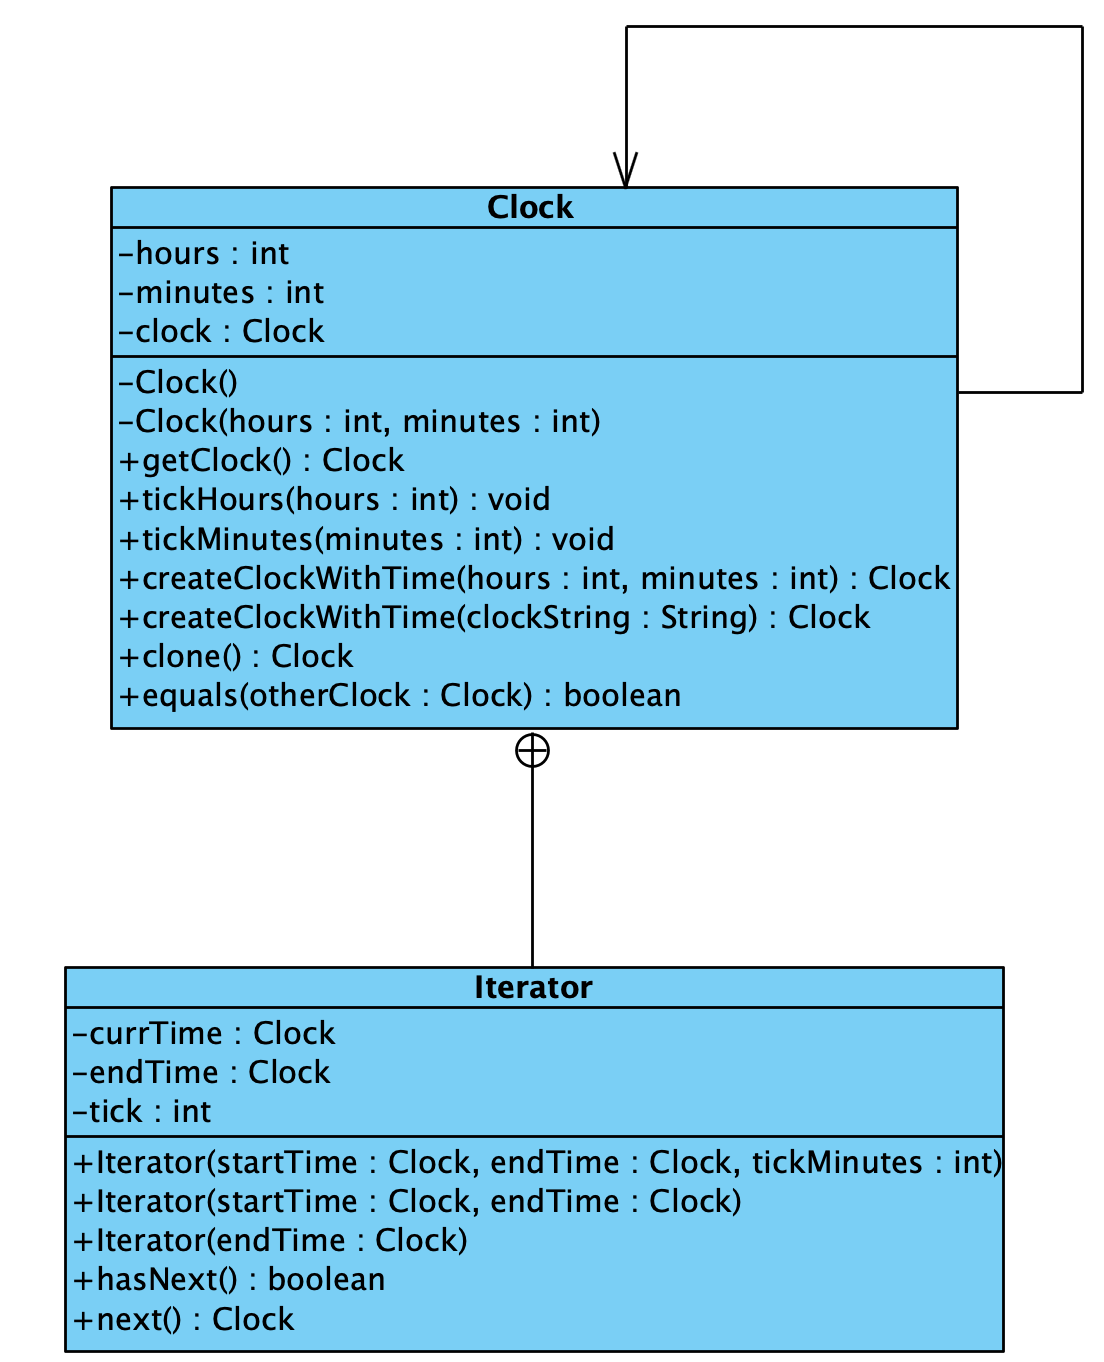 Clock
-hours : int
-minutes : int
-clock : Clock
-Clock()
-Clock(hours : int, minutes : int)
+getClock() : Clock
+tickHours(hours : int) : void
+tickMinutes(minutes : int) : void
+createClockWithTime(hours : int, minutes : int) : Clock
+createClockWithTime(clockString : String) : Clock
+clone() : Clock
+equals(otherClock : Clock) : boolean
Iterator
-currTime : Clock
-endTime : Clock
-tick : int
+Iterator(startTime : Clock, endTime : Clock, tickMinutes : int)
+Iterator(startTime : Clock, endTime : Clock)
+Iterator(endTime : Clock)
+hasNext() : boolean
+next() : Clock